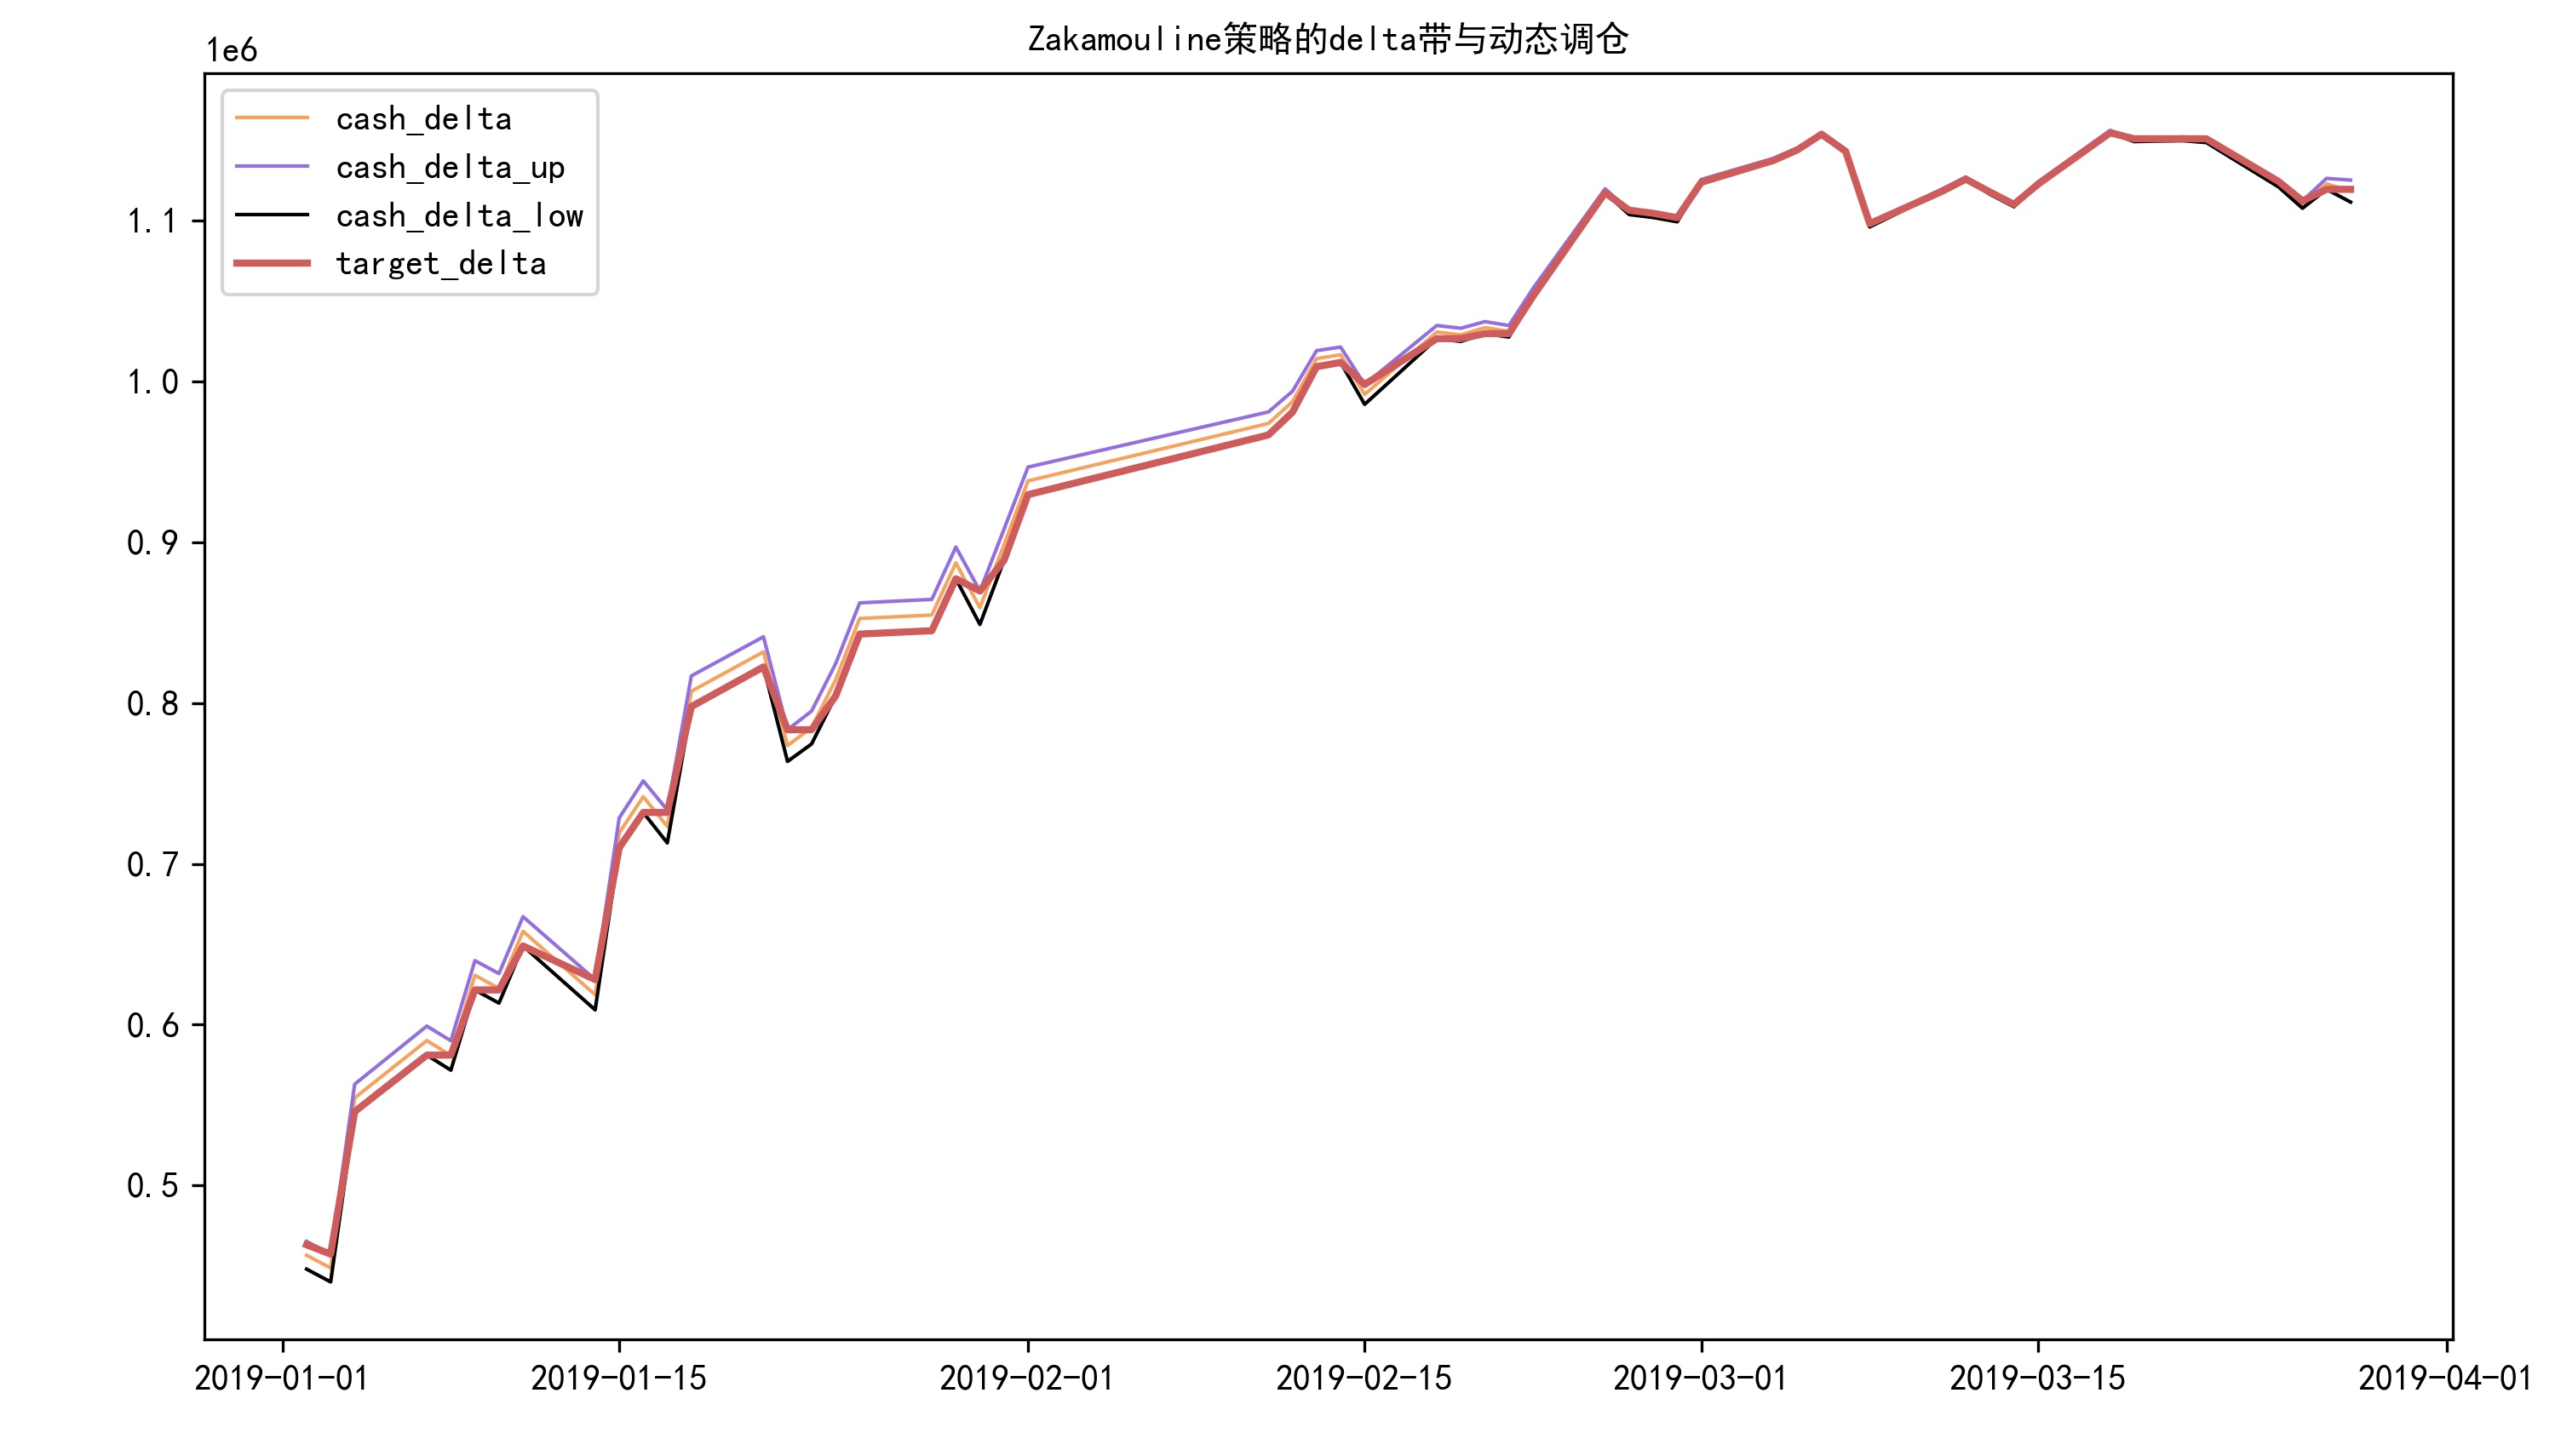 Zakamouline策略的delta带与动态调仓
1e6
cash_delta
cash_delta_up
cash_delta_low
target_delta
1.1
1.0
0.9
0.8
0.7
0.6
0.5
2019-01-01 2019-01-15 2019-02-01 2019-02-15 2019-03-01 2019-03-15 2019-04-01